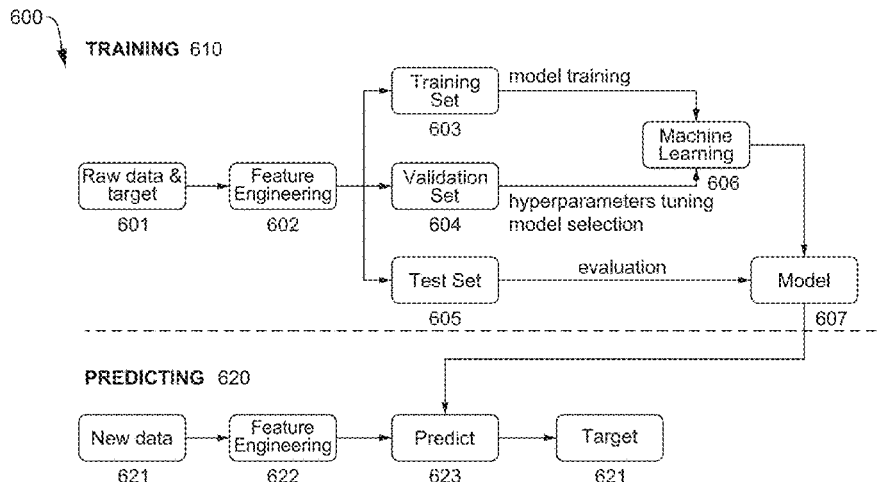 600
TRAINING 610
Training
Set
603
model training
Machine
Learning
606
Raw data &
target
601
Feature
Engineering
602
Validation
Set
604
hyperparameters tuning
model selection
Test Set
605
evaluation
Model
607
PREDICTING 620
New data
621
Feature
Engineering
622
Predict
623
Target
621